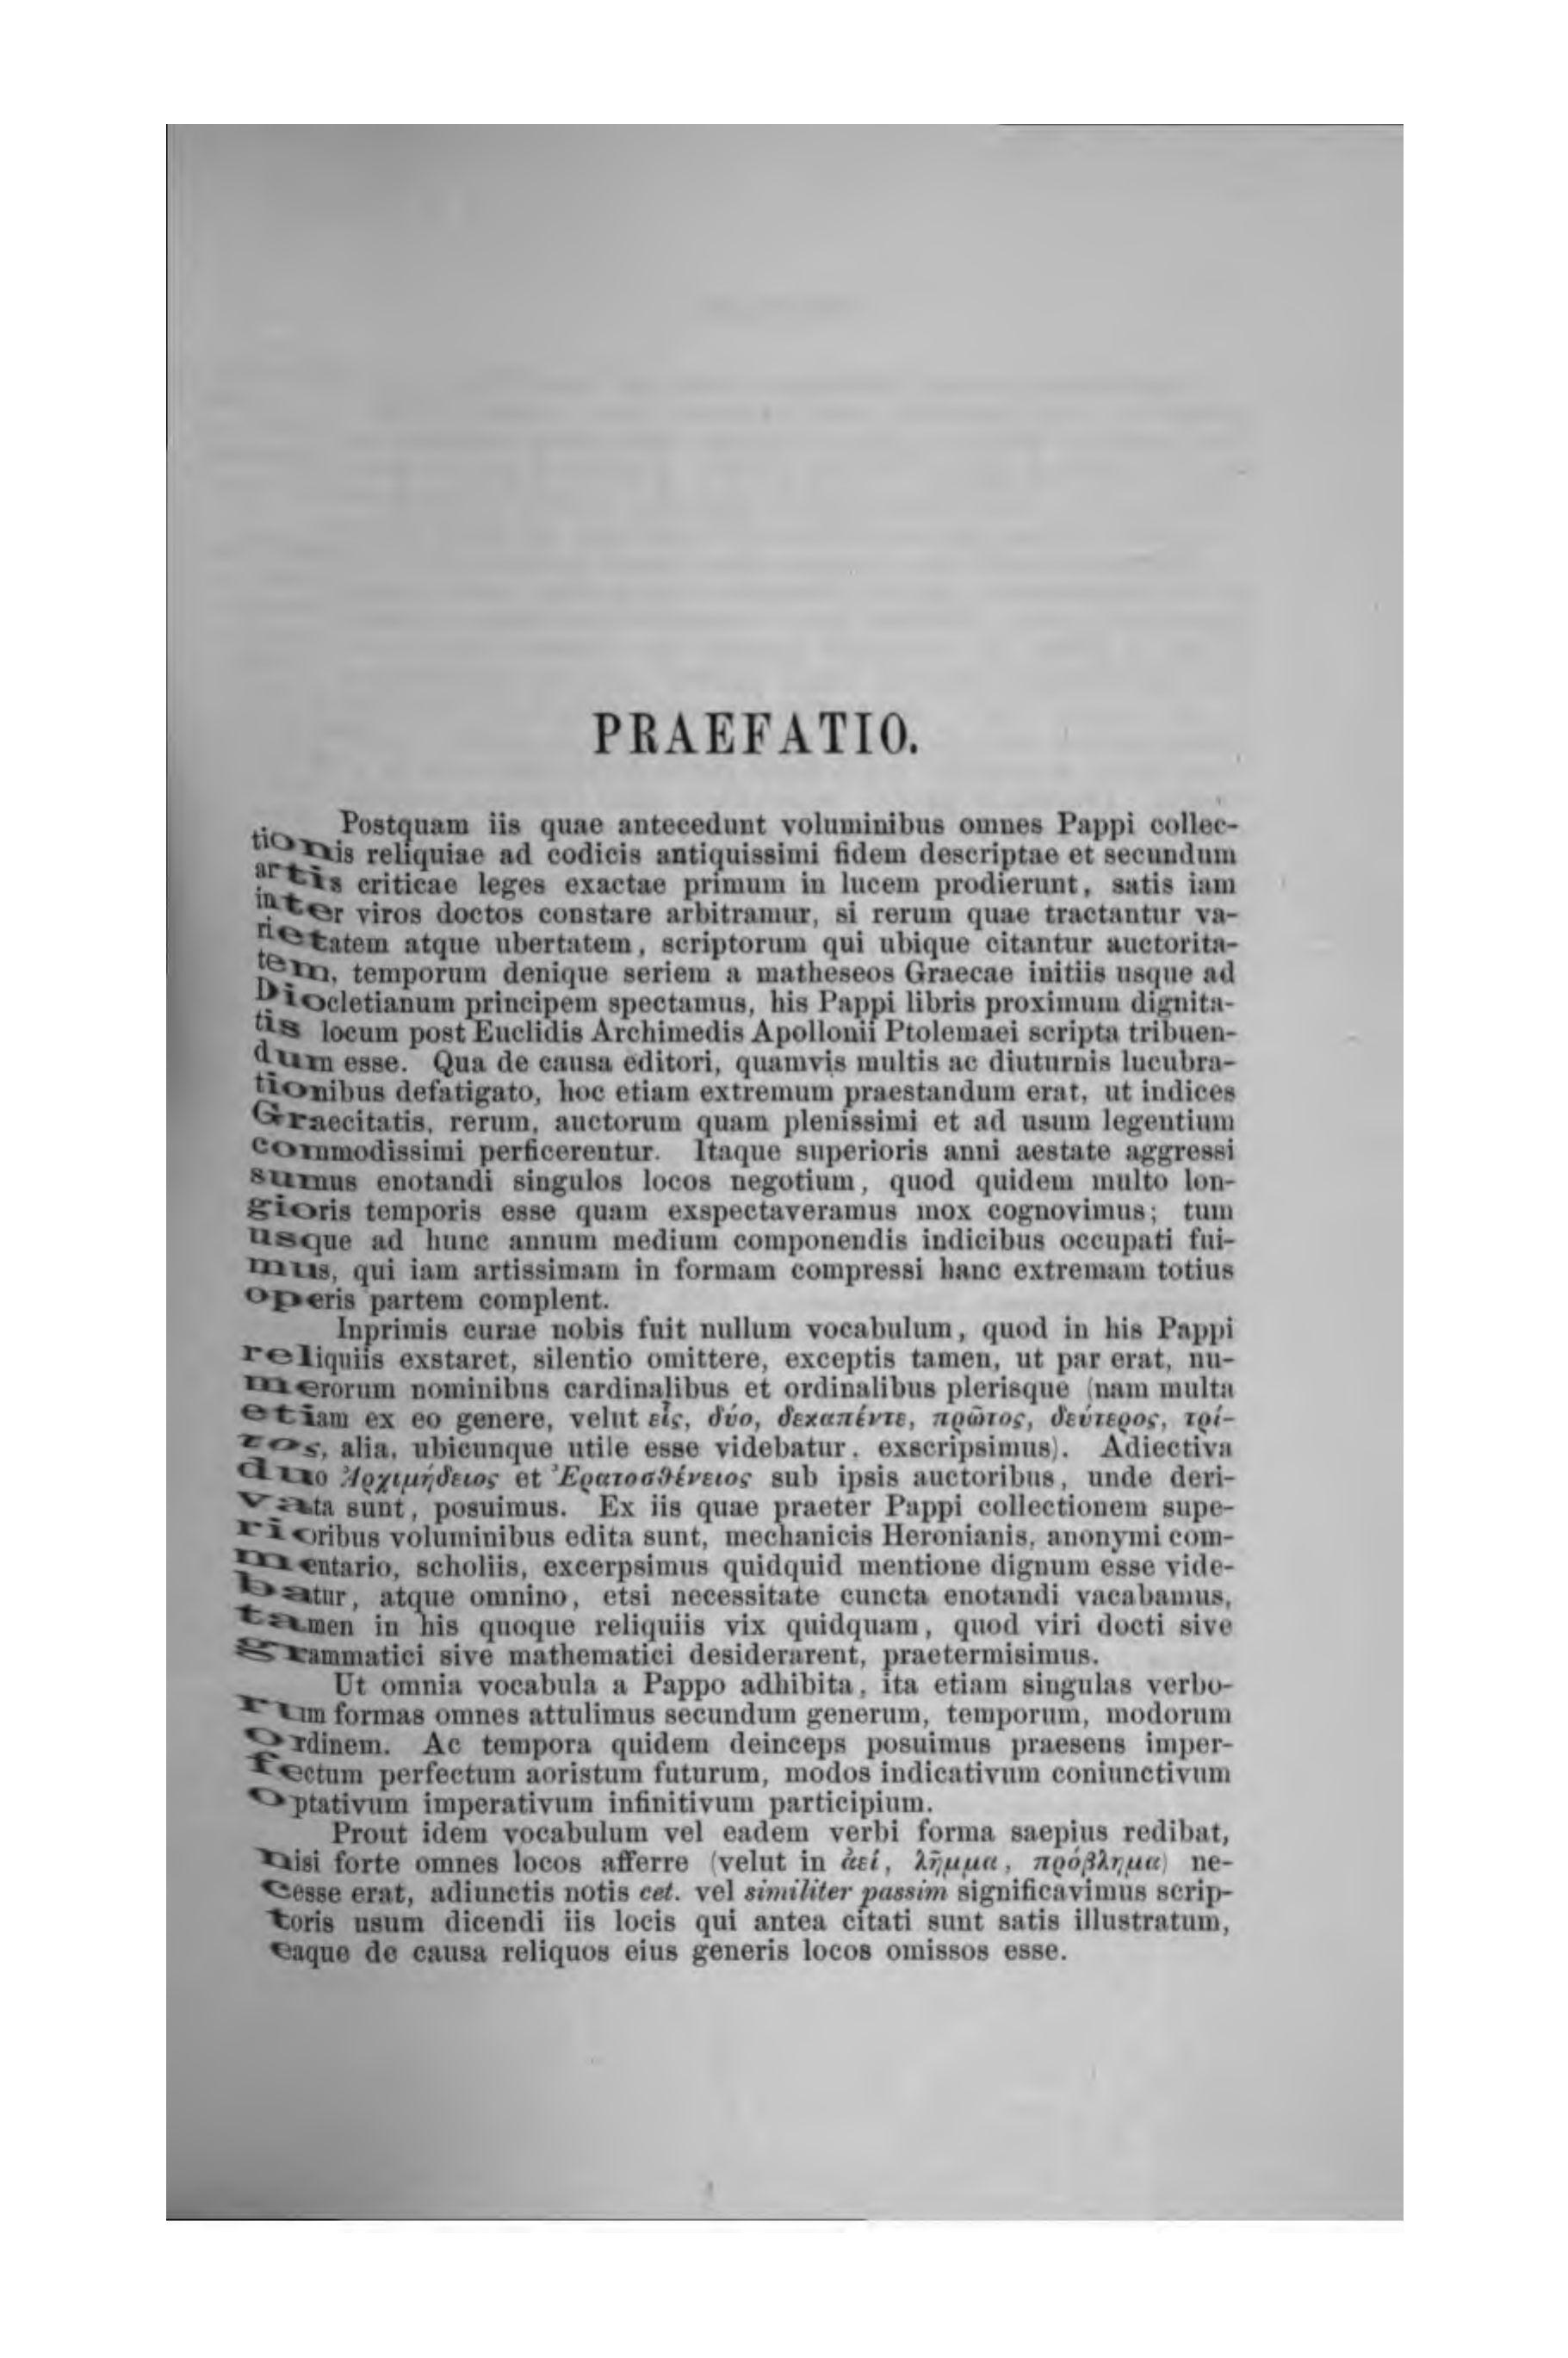 PRAEFATIO.
Postquam iis quae antecedunt voluminibus omnes Pappi collec-
tionis reliquiae ad codicis antiquissimi fidem descriptae et secundum
artis criticae leges exactae primum in lucem prodierunt, satis iam
inter viros doctos constare arbitramur, si rerum quae tractantur va-
rietatem atque ubertatem, scriptorum qui ubique citantur auctorita-
tem, temporum denique seriem a matheseos Graecae initiis usque ad
Diocletianum principem spectamus, his Pappi libris proximum dignita-
tis locum post Euclidis Archimedis Apollonii Ptolemaei scripta tribuen-
dum esse. Qua de causa editori, quamvis multis ac diuturnis lucubra-
tionibus defatigato, hoc etiam extremum praestandum erat, ut indices
Graecitatis, rerum, auctorum quam plenissimi et ad usum legentium
commodissimi perficerentur. Itaque superioris anni aestate aggressi
sumus enotandi singulos locos negotium, quod quidem multo lon-
gioris temporis esse quam exspectaveramus mox cognovimus; tum
usque ad hunc annum medium componendis indicibus occupati fui-
mus, qui iam artissimam in formam compressi hanc extremam totius
operis partem complent.
Inprimis curae nobis fuit nullum vocabulum, quod in his Pappi
reliquiis exstaret, silentio omittere, exceptis tamen, ut par erat, nu-
merorum nominibus cardinalibus et ordinalibus plerisque (nam multa
etiam ex eo genere, velut εἷς, δύο, δεκαπέντε, πρῶτος, δεύτερος, τρί-
τος, alia, ubicunque utile esse videbatur, exscripsimus). Adiectiva
duo Ἀρχιμήδειος et Ἐρατοσθένειος sub ipsis auctoribus, unde deri-
vata sunt, posuimus. Ex iis quae praeter Pappi collectionem supe-
rioribus voluminibus edita sunt, mechanicis Heronianis, anonymi com-
mentario, scholiis, excerpsimus quidquid mentione dignum esse vide-
batur, atque omnino, etsi necessitate cuncta enotandi vacabamus,
tamen in his quoque reliquiis vix quidquam, quod viri docti sive
grammatici sive mathematici desiderarent, praetermisimus.
Ut omnia vocabula a Pappo adhibita, ita etiam singulas verbo-
rum formas omnes attulimus secundum generum, temporum, modorum
ordinem. Ac tempora quidem deinceps posuimus praesens imper-
fectum perfectum aoristum futurum, modos indicativum coniunctivum
optativum imperativum infinitivum participium.
Prout idem vocabulum vel eadem verbi forma saepius redibat,
nisi forte omnes locos afferre (velut in ἀεί, λῆμμα, πρόβλημα) ne-
cesse erat, adiunctis notis cet. vel similiter passim significavimus scrip-
toris usum dicendi iis locis qui antea citati sunt satis illustratum,
eaque de causa reliquos eius generis locos omissos esse.